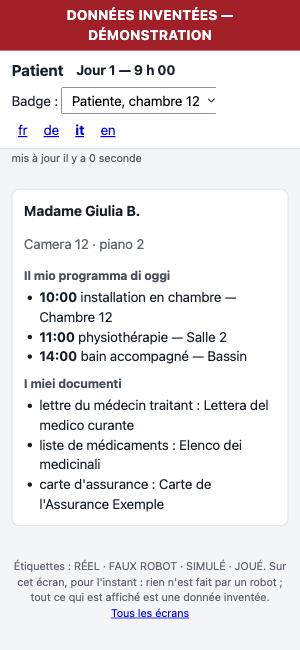 DONNÉES INVENTÉES —
DÉMONSTRATION
Patient Jour 1 — 9 h 00
Badge : Patiente, chambre 12
fr de it en
mis à jour il y a 0 seconde
Madame Giulia B.
Camera 12 · piano 2
Il mio programma di oggi
• 10:00 installation en chambre —
Chambre 12
• 11:00 physiothérapie — Salle 2
• 14:00 bain accompagné — Bassin
I miei documenti
• lettre du médecin traitant : Lettera del
medico curante
• liste de médicaments : Elenco dei
medicinali
• carte d'assurance : Carte de
l'Assurance Exemple
Étiquettes : RÉEL · FAUX ROBOT · SIMULÉ · JOUÉ. Sur
cet écran, pour l'instant : rien n'est fait par un robot ;
tout ce qui est affiché est une donnée inventée.
Tous les écrans